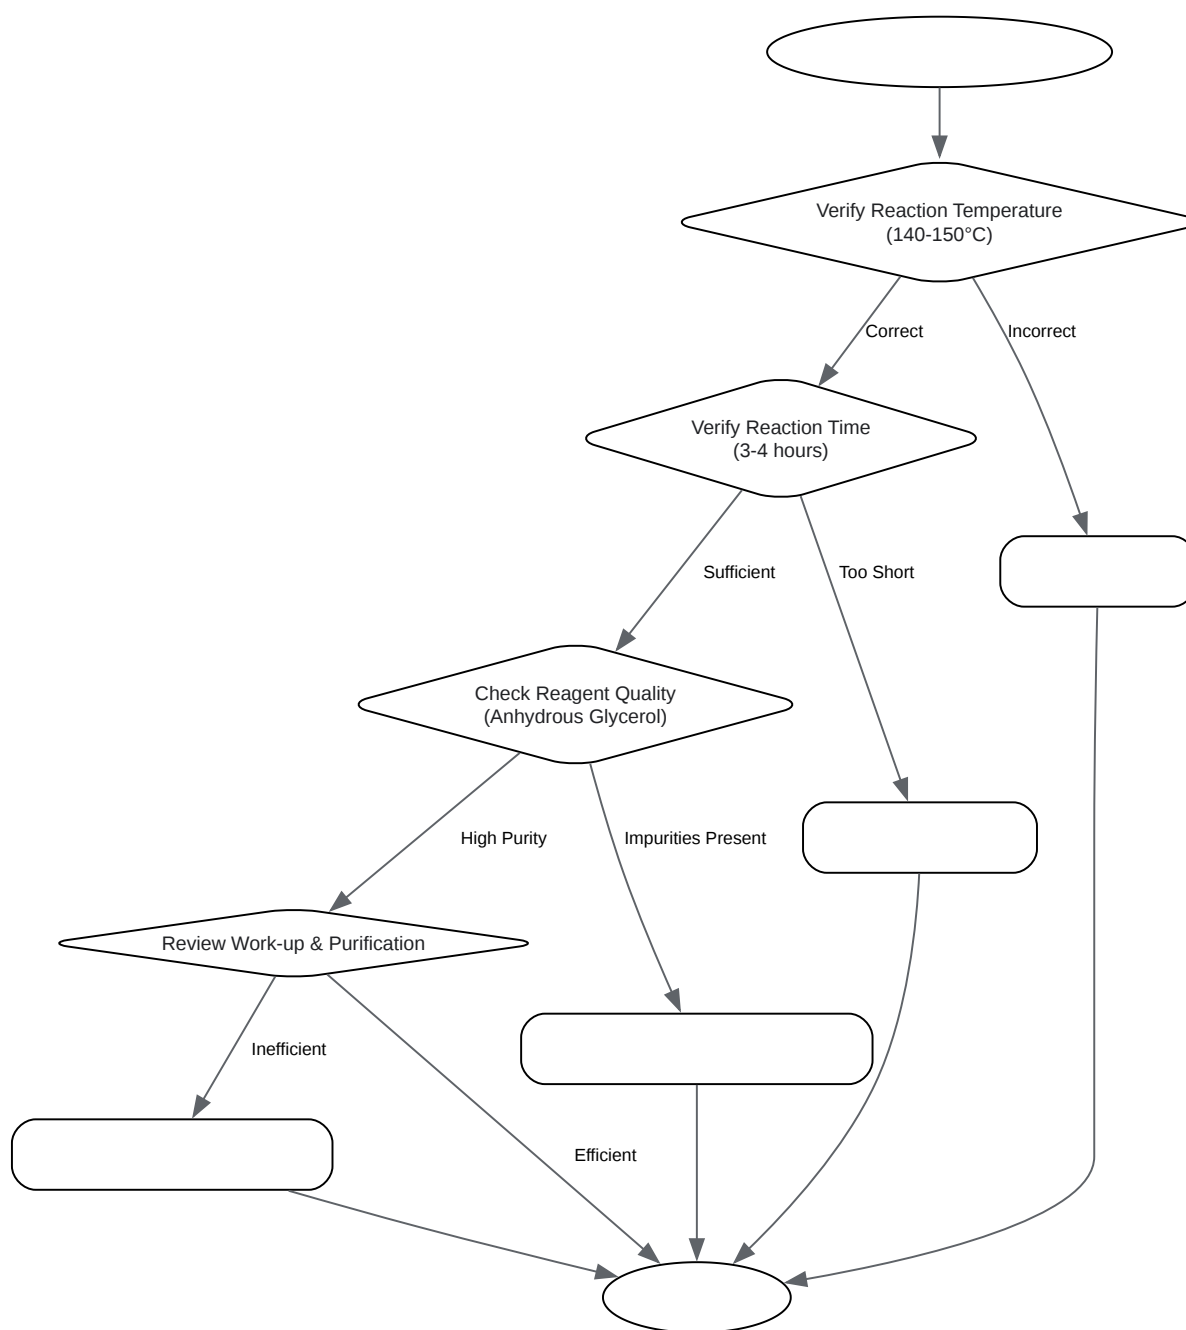 Verify Reaction Temperature
(140-150°C)
Correct
Incorrect
Verify Reaction Time
(3-4 hours)
Sufficient
Too Short
Check Reagent Quality
(Anhydrous Glycerol)
High Purity
Impurities Present
Review Work-up & Purification
Inefficient
Efficient